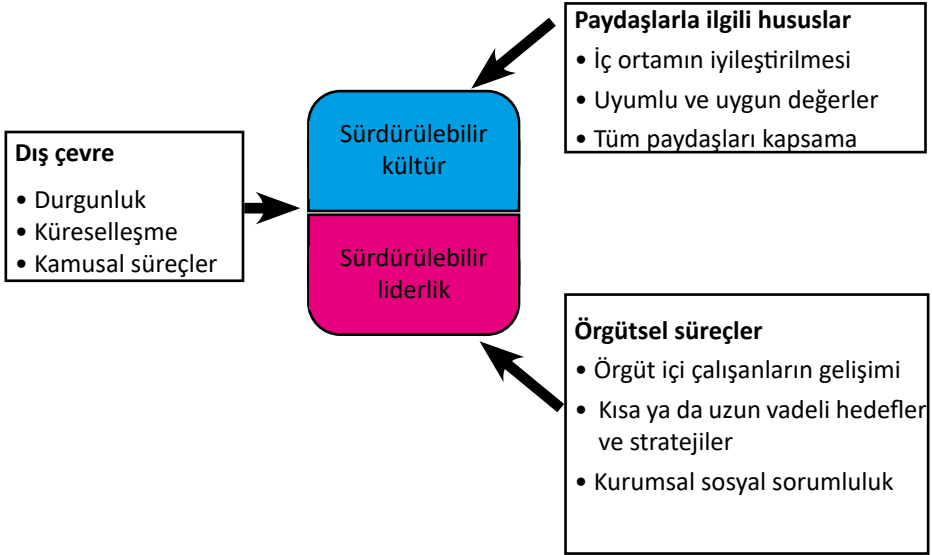 Paydaşlarla ilgili hususlar
• İç ortamın iyileştirilmesi
• Uyumlu ve uygun değerler
• Tüm paydaşları kapsama
Sürdürülebilir
kültür
Dış çevre
• Durgunluk
• Küreselleşme
• Kamusal süreçler
Sürdürülebilir
liderlik
Örgütsel süreçler
• Örgüt içi çalışanların gelişimi
• Kısa ya da uzun vadeli hedefler
ve stratejiler
• Kurumsal sosyal sorumluluk